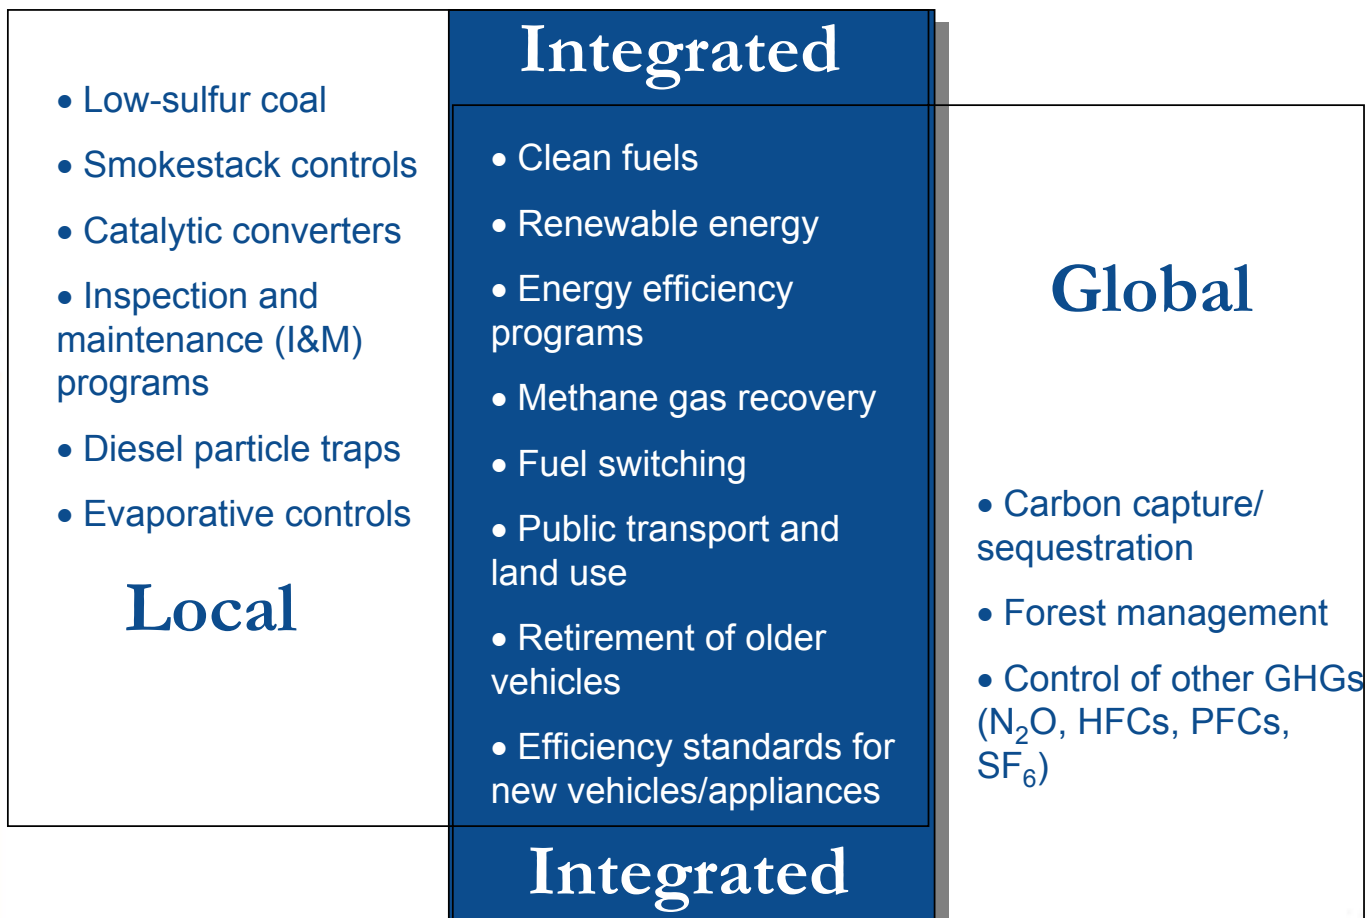 Integrated
• Low-sulfur coal
• Smokestack controls
• Catalytic converters
• Inspection and
maintenance (I&M)
programs
• Diesel particle traps
• Evaporative controls
Local
• Clean fuels
• Renewable energy
• Energy efficiency
programs
• Methane gas recovery
• Fuel switching
• Public transport and
land use
• Retirement of older
vehicles
• Efficiency standards for
new vehicles/appliances
Integrated
Global
• Carbon capture/
sequestration
• Forest management
• Control of other GHGs
(N₂O, HFCs, PFCs,
SF₆)